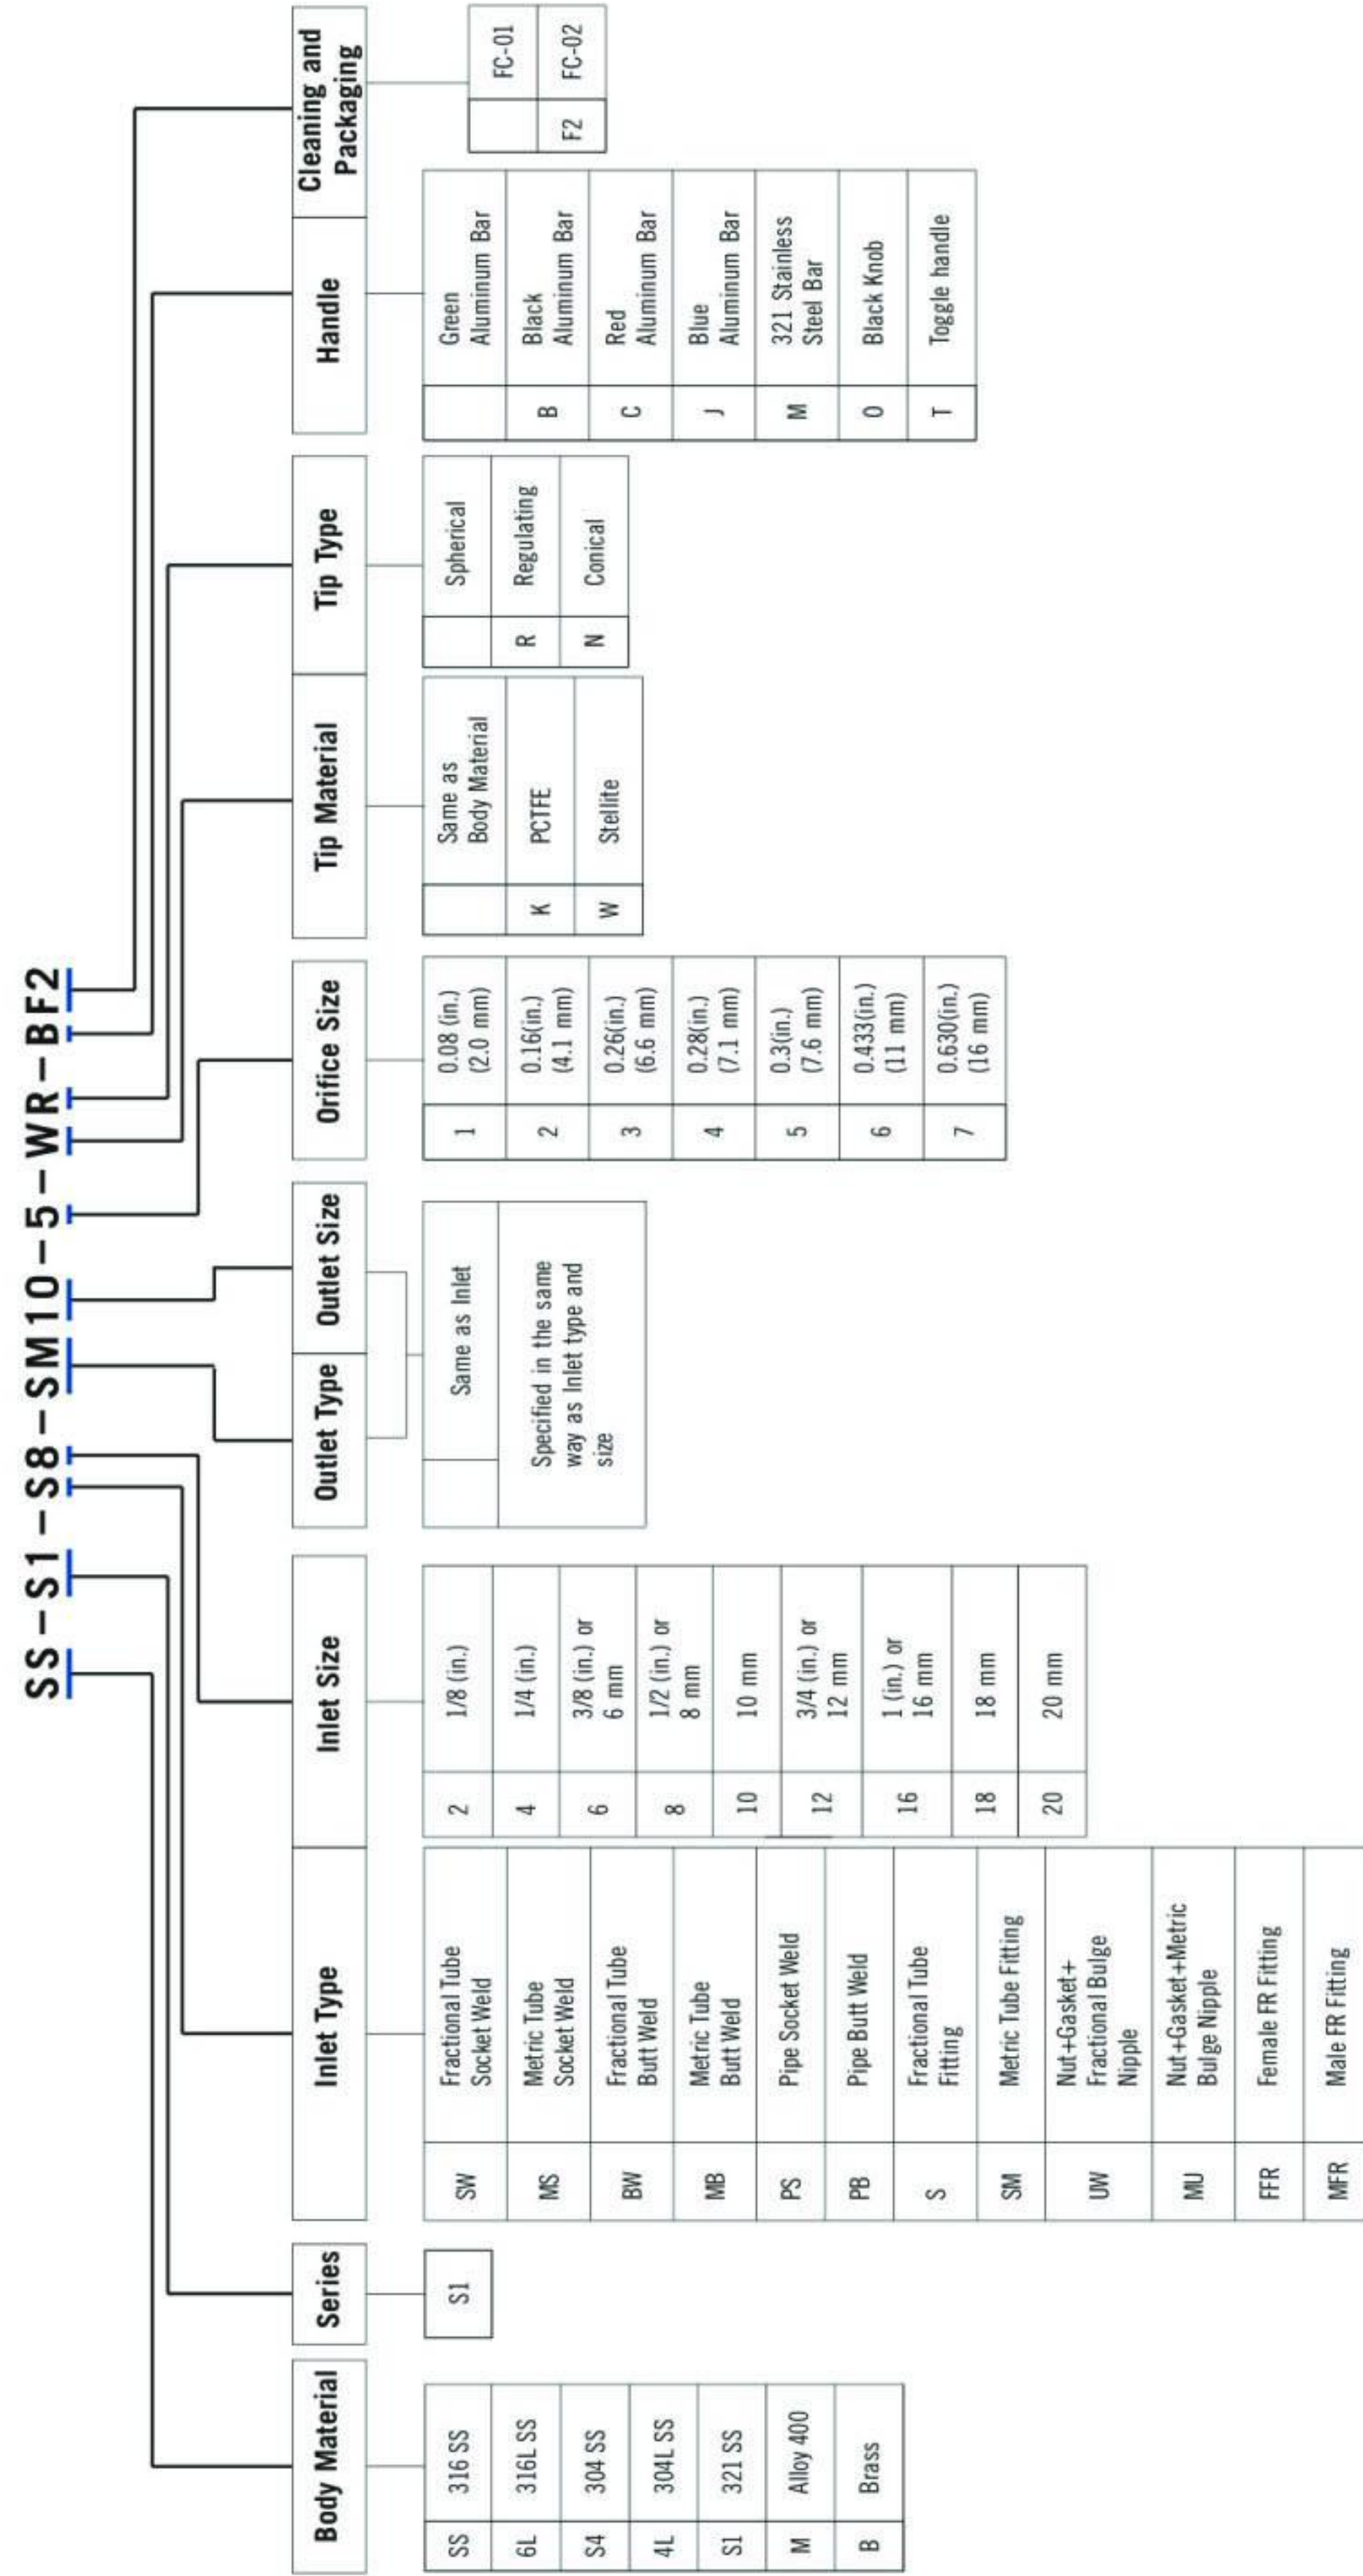 SS-S1-S8-SM10-5-WR-BF2
Body Material
SS 316 SS
6L 316L SS
S4 304 SS
4L 304L SS
S1 321 SS
M Alloy 400
B Brass
Series
S1
Inlet Type
SW Fractional Tube
Socket Weld
MS Metric Tube
Socket Weld
BW Fractional Tube
Butt Weld
MB Metric Tube
Butt Weld
PS Pipe Socket Weld
PB Pipe Butt Weld
S Fractional Tube
Fitting
SM Metric Tube Fitting
UW Nut+Gasket+
Fractional Bulge
Nipple
MU Nut+Gasket+Metric
Bulge Nipple
FFR Female FR Fitting
MFR Male FR Fitting
Inlet Size
2 1/8 (in.)
4 1/4 (in.)
6 3/8 (in.) or
6 mm
8 1/2 (in.) or
8 mm
10 10 mm
12 3/4 (in.) or
12 mm
16 1 (in.) or
16 mm
18 18 mm
20 20 mm
Outlet Type
Outlet Size
Same as Inlet
Specified in the same
way as Inlet type and
size
Orifice Size
1 0.08 (in.)
(2.0 mm)
2 0.16(in.)
(4.1 mm)
3 0.26(in.)
(6.6 mm)
4 0.28(in.)
(7.1 mm)
5 0.3(in.)
(7.6 mm)
6 0.433(in.)
(11 mm)
7 0.630(in.)
(16 mm)
Tip Material
Same as
Body Material
K PCTFE
W Stellite
Tip Type
Spherical
R Regulating
N Conical
Handle
Green
Aluminum Bar
B Black
Aluminum Bar
C Red
Aluminum Bar
J Blue
Aluminum Bar
M 321 Stainless
Steel Bar
O Black Knob
T Toggle handle
Cleaning and
Packaging
FC-01
F2 FC-02